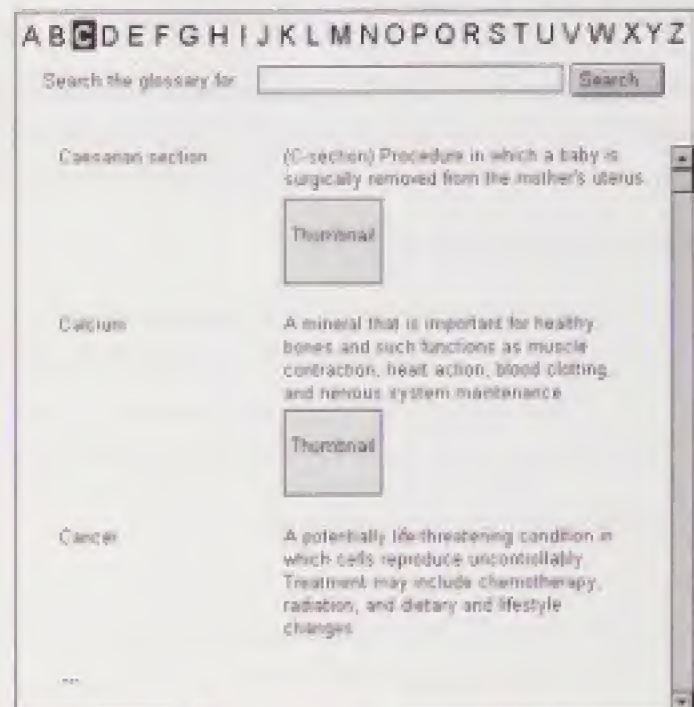 A B C D E F G H I J K L M N O P Q R S T U V W X Y Z
Search the glossary for Search
Caesarian section
(C-section) Procedure in which a baby is
surgically removed from the mother's uterus
Thumbnail
Calcium
A mineral that is important for healthy
bones and such functions as muscle
contraction, heart action, blood clotting,
and nervous system maintenance
Thumbnail
Cancer
A potentially life-threatening condition in
which cells reproduce uncontrollably
Treatment may include chemotherapy,
radiation, and dietary and lifestyle
changes
...